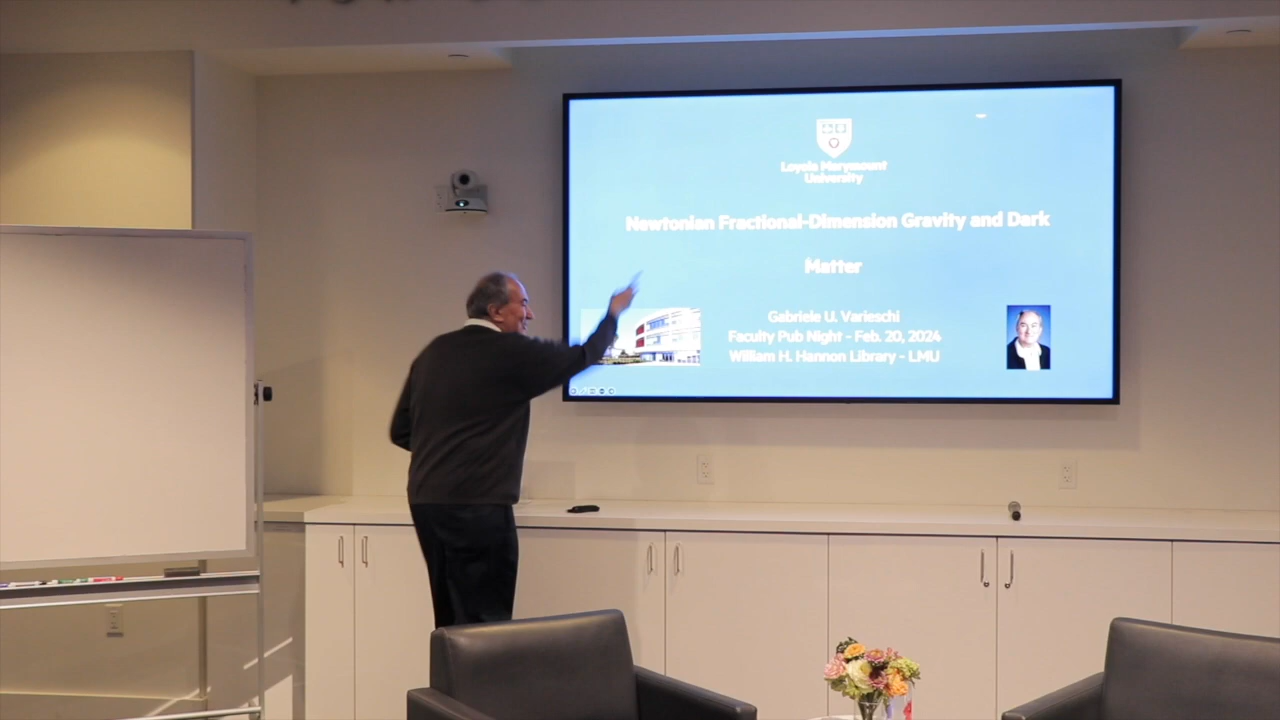 Loyola Marymount
University
Newtonian Fractional-Dimension Gravity and Dark
Matter
Gabriele U. Varieschi
Faculty Pub Night - Feb. 20, 2024
William H. Hannon Library - LMU